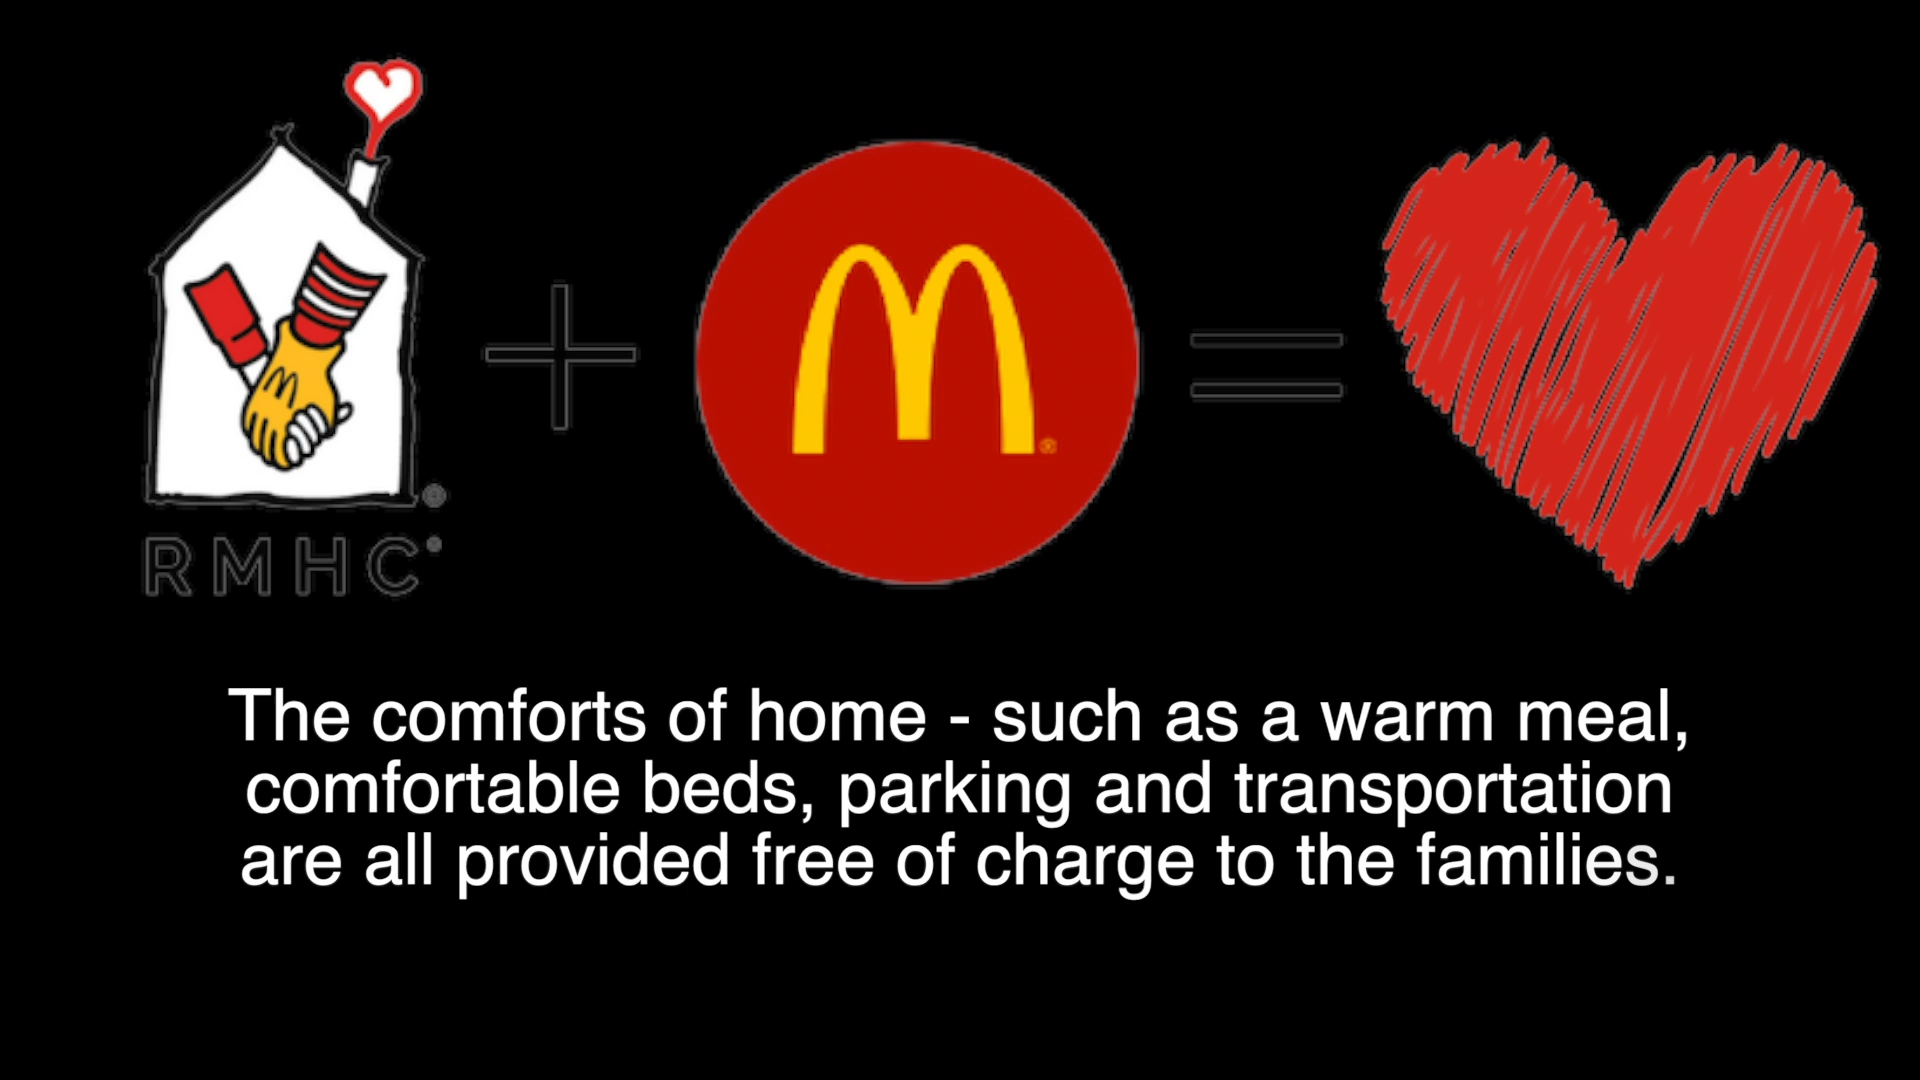 RMHC
The comforts of home - such as a warm meal,
comfortable beds, parking and transportation
are all provided free of charge to the families.